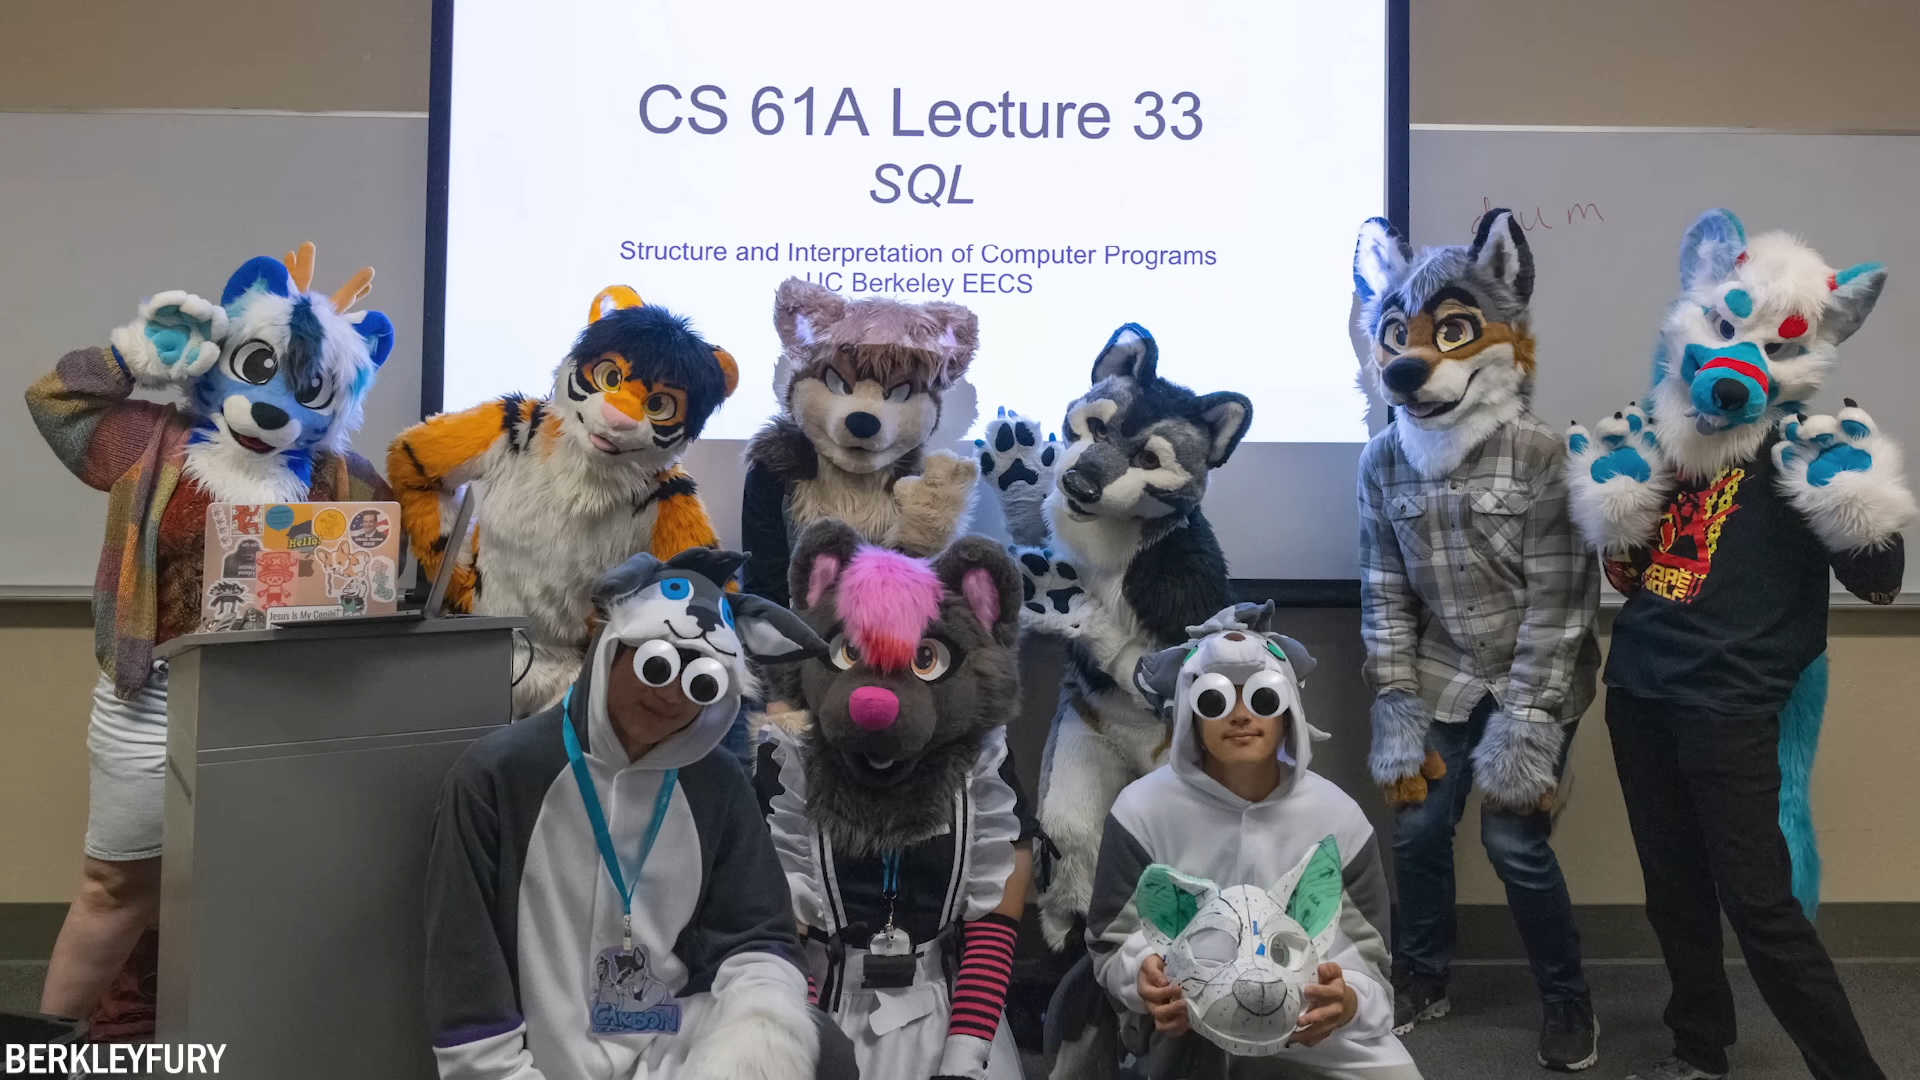 CS 61A Lecture 33
SQL
Structure and Interpretation of Computer Programs
UC Berkeley EECS
Hello!
Jesus Is My Copilot
BERKLEYFURY